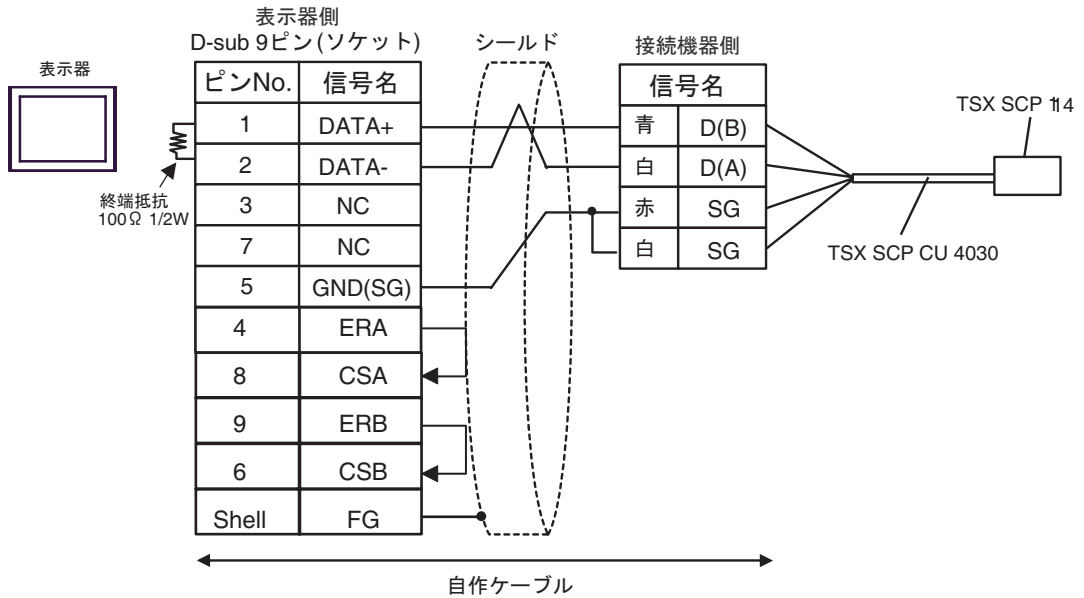 表示器側
D-sub 9ピン(ソケット)
シールド
接続機器側
表示器
ピンNo. 信号名
1 DATA+
2 DATA-
3 NC
7 NC
5 GND(SG)
4 ERA
8 CSA
9 ERB
6 CSB
Shell FG
終端抵抗
100Ω 1/2W
信号名
青 D(B)
白 D(A)
赤 SG
白 SG
TSX SCP 114
TSX SCP CU 4030
自作ケーブル